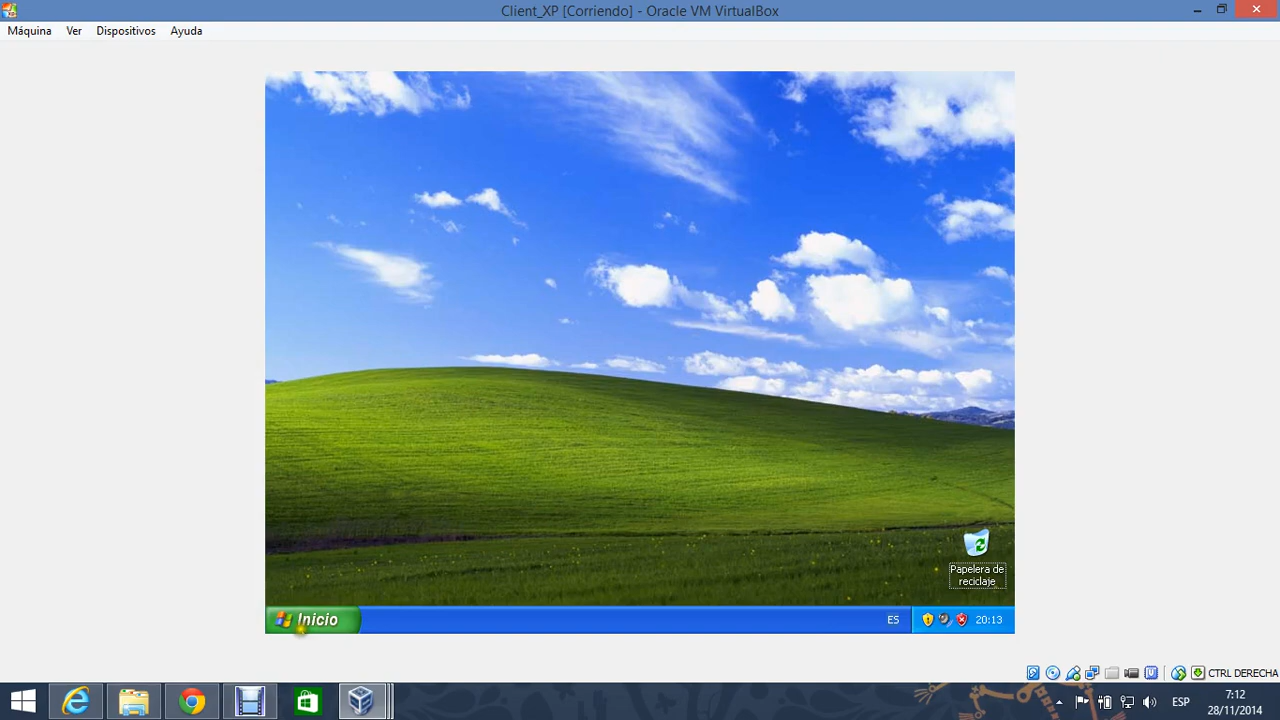 Client_XP [Corriendo] - Oracle VM VirtualBox
Máquina Ver Dispositivos Ayuda
Papelera de
reciclaje
Inicio
ES
20:13
CTRL DERECHA
ESP
7:12
28/11/2014